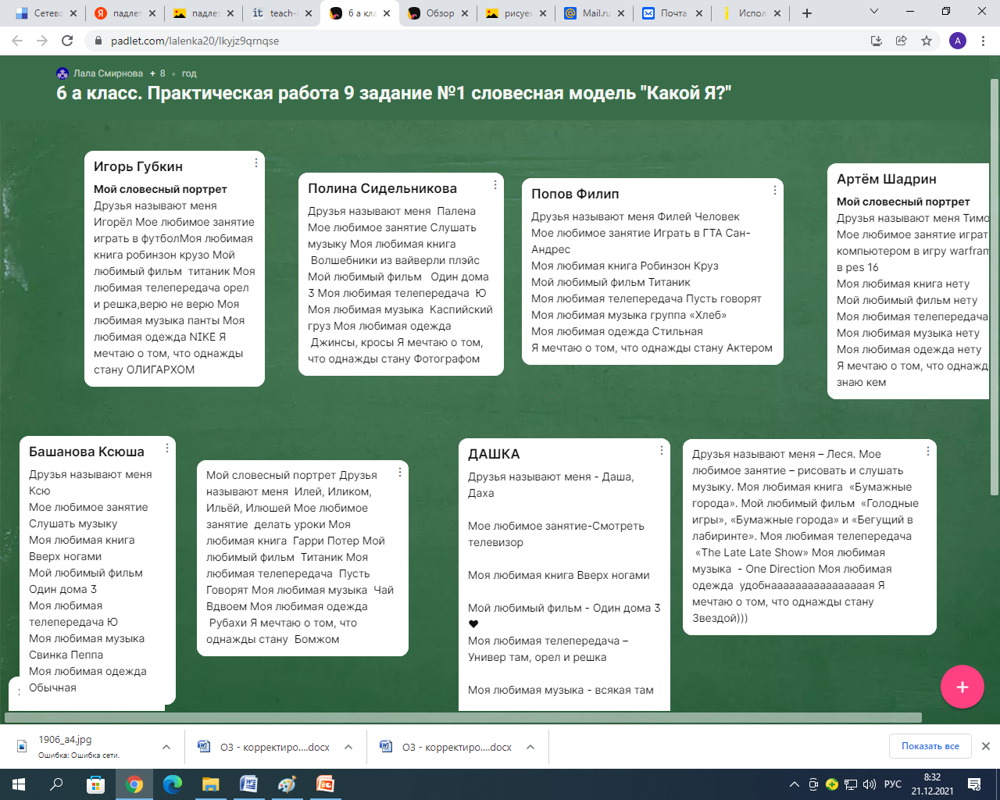 Сетево
падлет
падлет
teach-i
6 а кла
Обзор
рисуем
Mail.ru
Почта
Испол
padlet.com/lalenka20/lkyjz9qrnqse
A
Лала Смирнова + 8 • год
6 а класс. Практическая работа 9 задание №1 словесная модель "Какой Я?"
Игорь Губкин
Мой словесный портрет
Друзья называют меня
Игорёл Мое любимое занятие
играть в футболМоя любимая
книга робинзон крузо Мой
любимый фильм титаник Моя
любимая телепередача орел
и решка,верю не верю Моя
любимая музыка панты Моя
любимая одежда NIKE Я
мечтаю о том, что однажды
стану ОЛИГАРХОМ
Полина Сидельникова
Друзья называют меня Палена
Мое любимое занятие Слушать
музыку Моя любимая книга
Волшебники из вайверли плэйс
Мой любимый фильм Один дома
3 Моя любимая телепередача Ю
Моя любимая музыка Каспийский
груз Моя любимая одежда
Джинсы, кросы Я мечтаю о том,
что однажды стану Фотографом
Попов Филип
Друзья называют меня Филей Человек
Мое любимое занятие Играть в ГТА Сан-
Андрес
Моя любимая книга Робинзон Круз
Мой любимый фильм Титаник
Моя любимая телепередача Пусть говорят
Моя любимая музыка группа «Хлеб»
Моя любимая одежда Стильная
Я мечтаю о том, что однажды стану Актером
Артём Шадрин
Мой словесный портрет
Друзья называют меня Тимо
Мое любимое занятие играт
компьютером в игру warfram
в pes 16
Моя любимая книга нету
Мой любимый фильм нету
Моя любимая телепередача
Моя любимая музыка нету
Моя любимая одежда нету
Я мечтаю о том, что однажд
знаю кем
Башанова Ксюша
Друзья называют меня
Ксю
Мое любимое занятие
Слушать музыку
Моя любимая книга
Вверх ногами
Мой любимый фильм
Один дома 3
Моя любимая
телепередача Ю
Моя любимая музыка
Свинка Пеппа
Моя любимая одежда
Обычная
Мой словесный портрет Друзья
называют меня Илей, Иликом,
Ильёй, Илюшей Мое любимое
занятие делать уроки Моя
любимая книга Гарри Потер Мой
любимый фильм Титаник Моя
любимая телепередача Пусть
Говорят Моя любимая музыка Чай
Вдвоем Моя любимая одежда
Рубахи Я мечтаю о том, что
однажды стану Бомжом
ДАШКА
Друзья называют меня - Даша,
Даха
Мое любимое занятие-Смотреть
телевизор
Моя любимая книга Вверх ногами
Мой любимый фильм - Один дома 3
♥
Моя любимая телепередача –
Универ там, орел и решка
Моя любимая музыка - всякая там
Друзья называют меня – Леся. Мое
любимое занятие – рисовать и слушать
музыку. Моя любимая книга «Бумажные
города». Мой любимый фильм «Голодные
игры», «Бумажные города» и «Бегущий в
лабиринте». Моя любимая телепередача
«The Late Late Show» Моя любимая
музыка - One Direction Моя любимая
одежда удобнааааааааааааааааая Я
мечтаю о том, что однажды стану
Звездой)))
1906_a4.jpg
Ошибка: Ошибка сети.
ОЗ - корректиро....docx
ОЗ - корректиро....docx
Показать все
РУС
8:32
21.12.2021